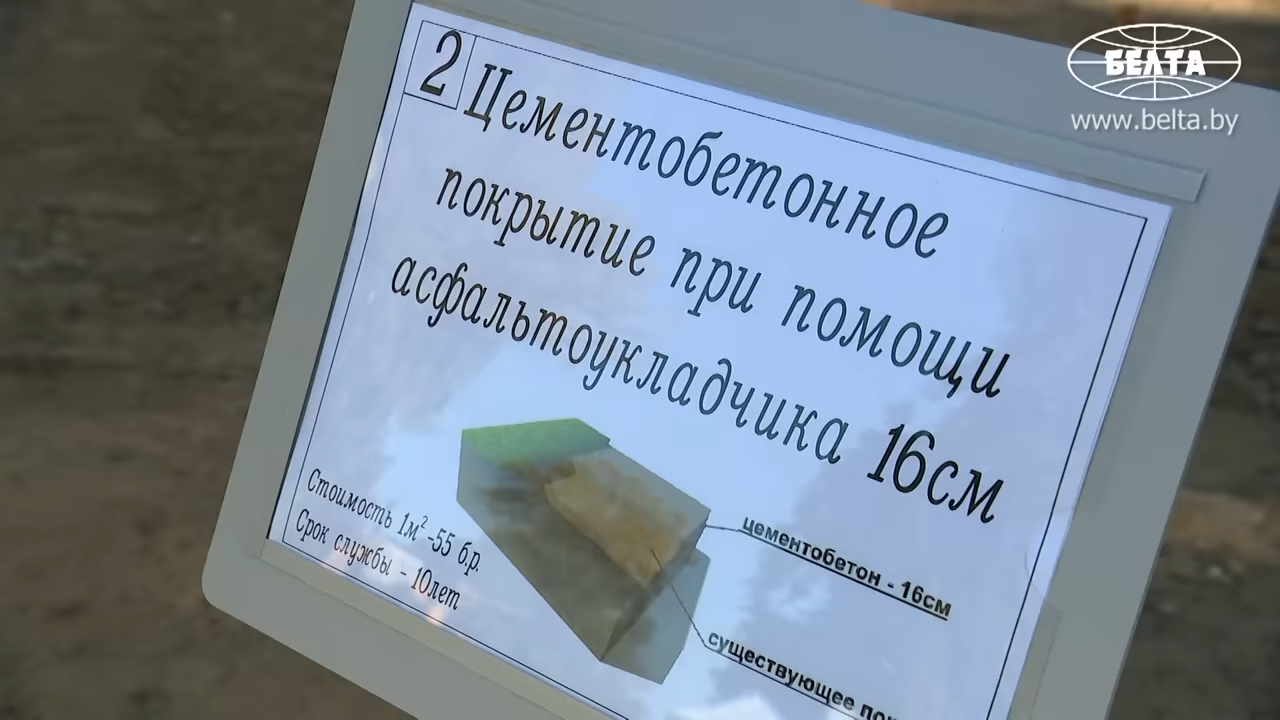 БЕЛТА
www.belta.by
2 Цементобетонное
покрытие при помощи
асфальтоукладчика 16см
Стоимость 1м² -55 б.р.
Срок службы - 10лет
цементобетон - 16см
существующее